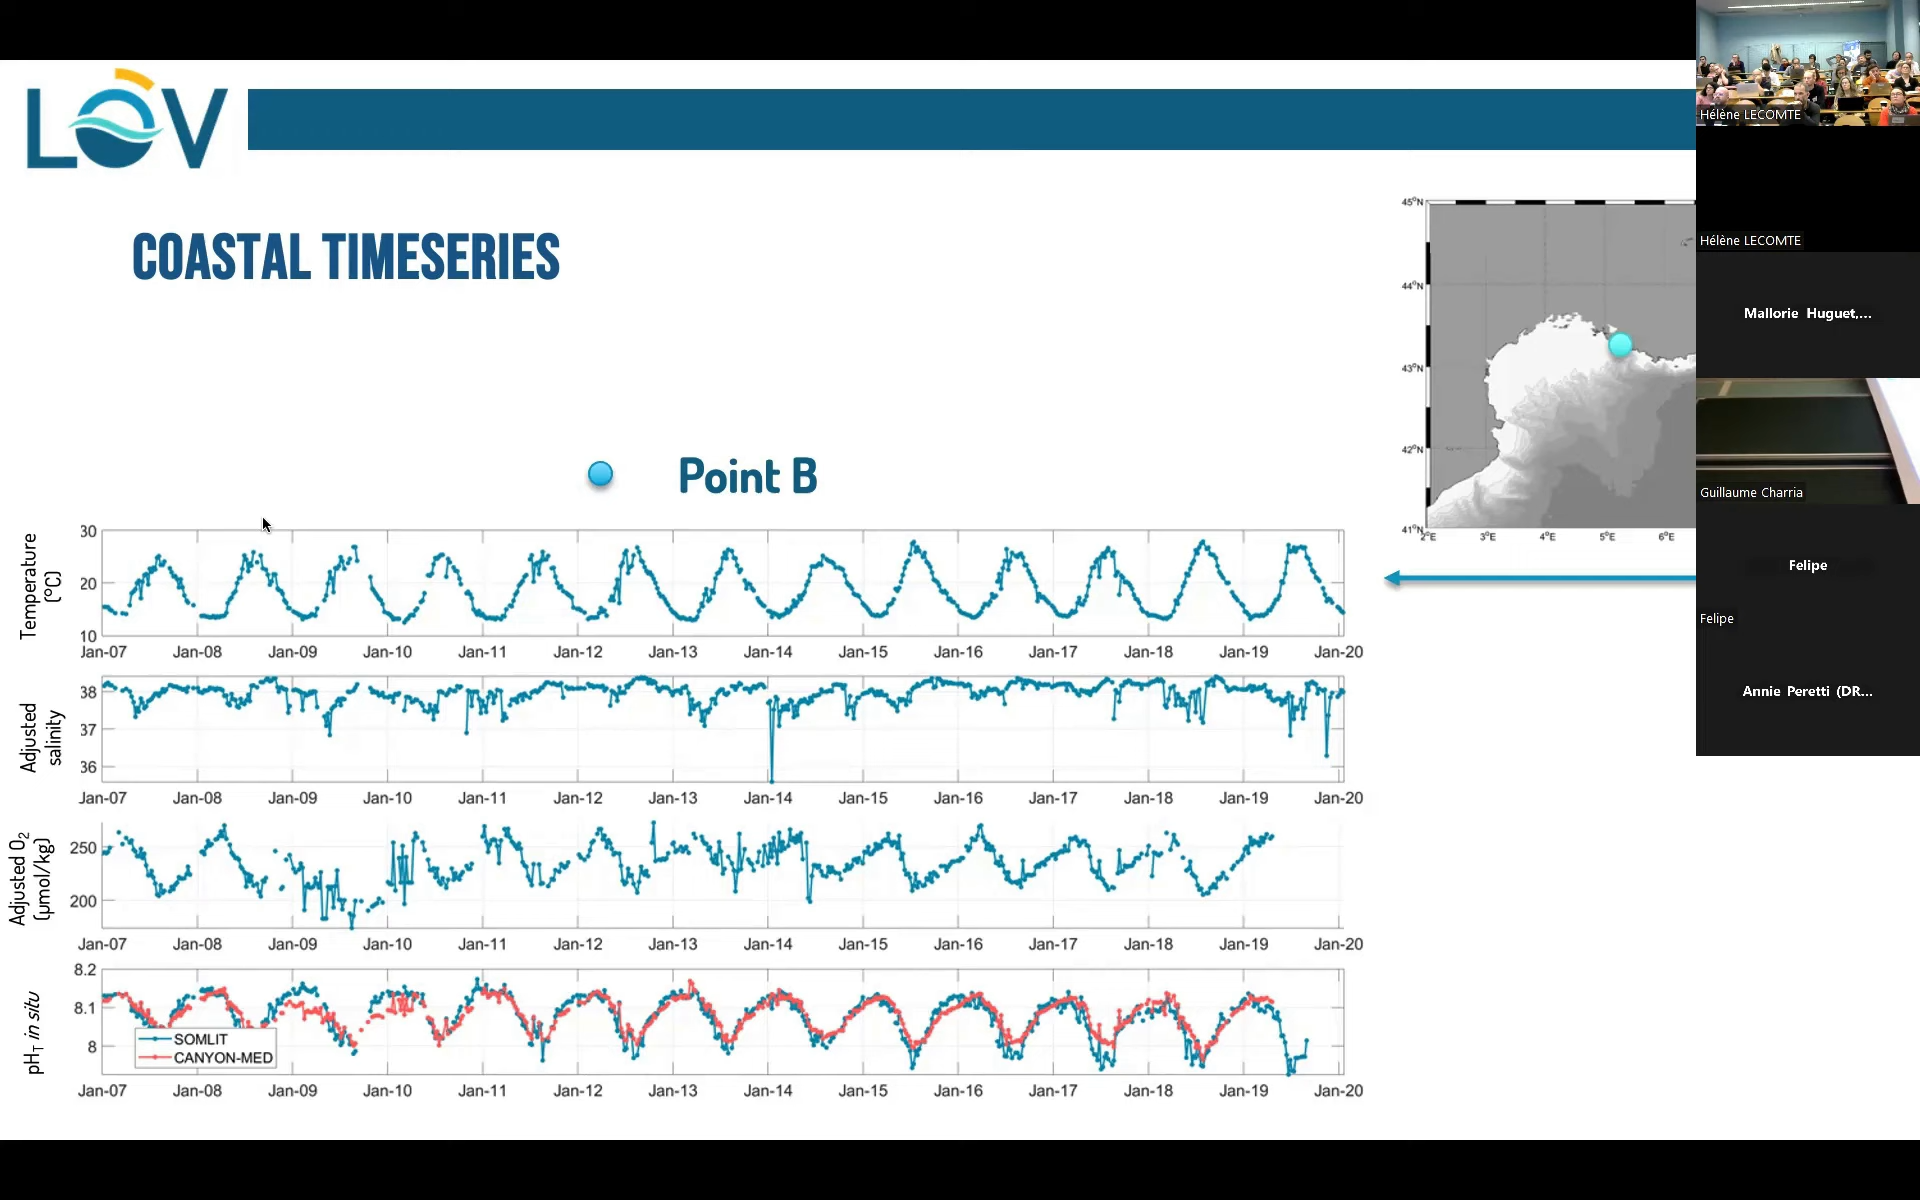 LOV
COASTAL TIMESERIES
Point B
45°N
44°N
43°N
42°N
41°N
2°E 3°E 4°E 5°E 6°E
Temperature
(°C)
30
20
10
Jan-07 Jan-08 Jan-09 Jan-10 Jan-11 Jan-12 Jan-13 Jan-14 Jan-15 Jan-16 Jan-17 Jan-18 Jan-19 Jan-20
Adjusted
salinity
38
37
36
Jan-07 Jan-08 Jan-09 Jan-10 Jan-11 Jan-12 Jan-13 Jan-14 Jan-15 Jan-16 Jan-17 Jan-18 Jan-19 Jan-20
Adjusted O2
(µmol/kg)
250
200
Jan-07 Jan-08 Jan-09 Jan-10 Jan-11 Jan-12 Jan-13 Jan-14 Jan-15 Jan-16 Jan-17 Jan-18 Jan-19 Jan-20
pHT in situ
8.2
8.1
8
SOMLIT
CANYON-MED
Jan-07 Jan-08 Jan-09 Jan-10 Jan-11 Jan-12 Jan-13 Jan-14 Jan-15 Jan-16 Jan-17 Jan-18 Jan-19 Jan-20
Hélène LECOMTE
Hélène LECOMTE
Mallorie Huguet,...
Guillaume Charria
Felipe
Felipe
Annie Peretti (DR...